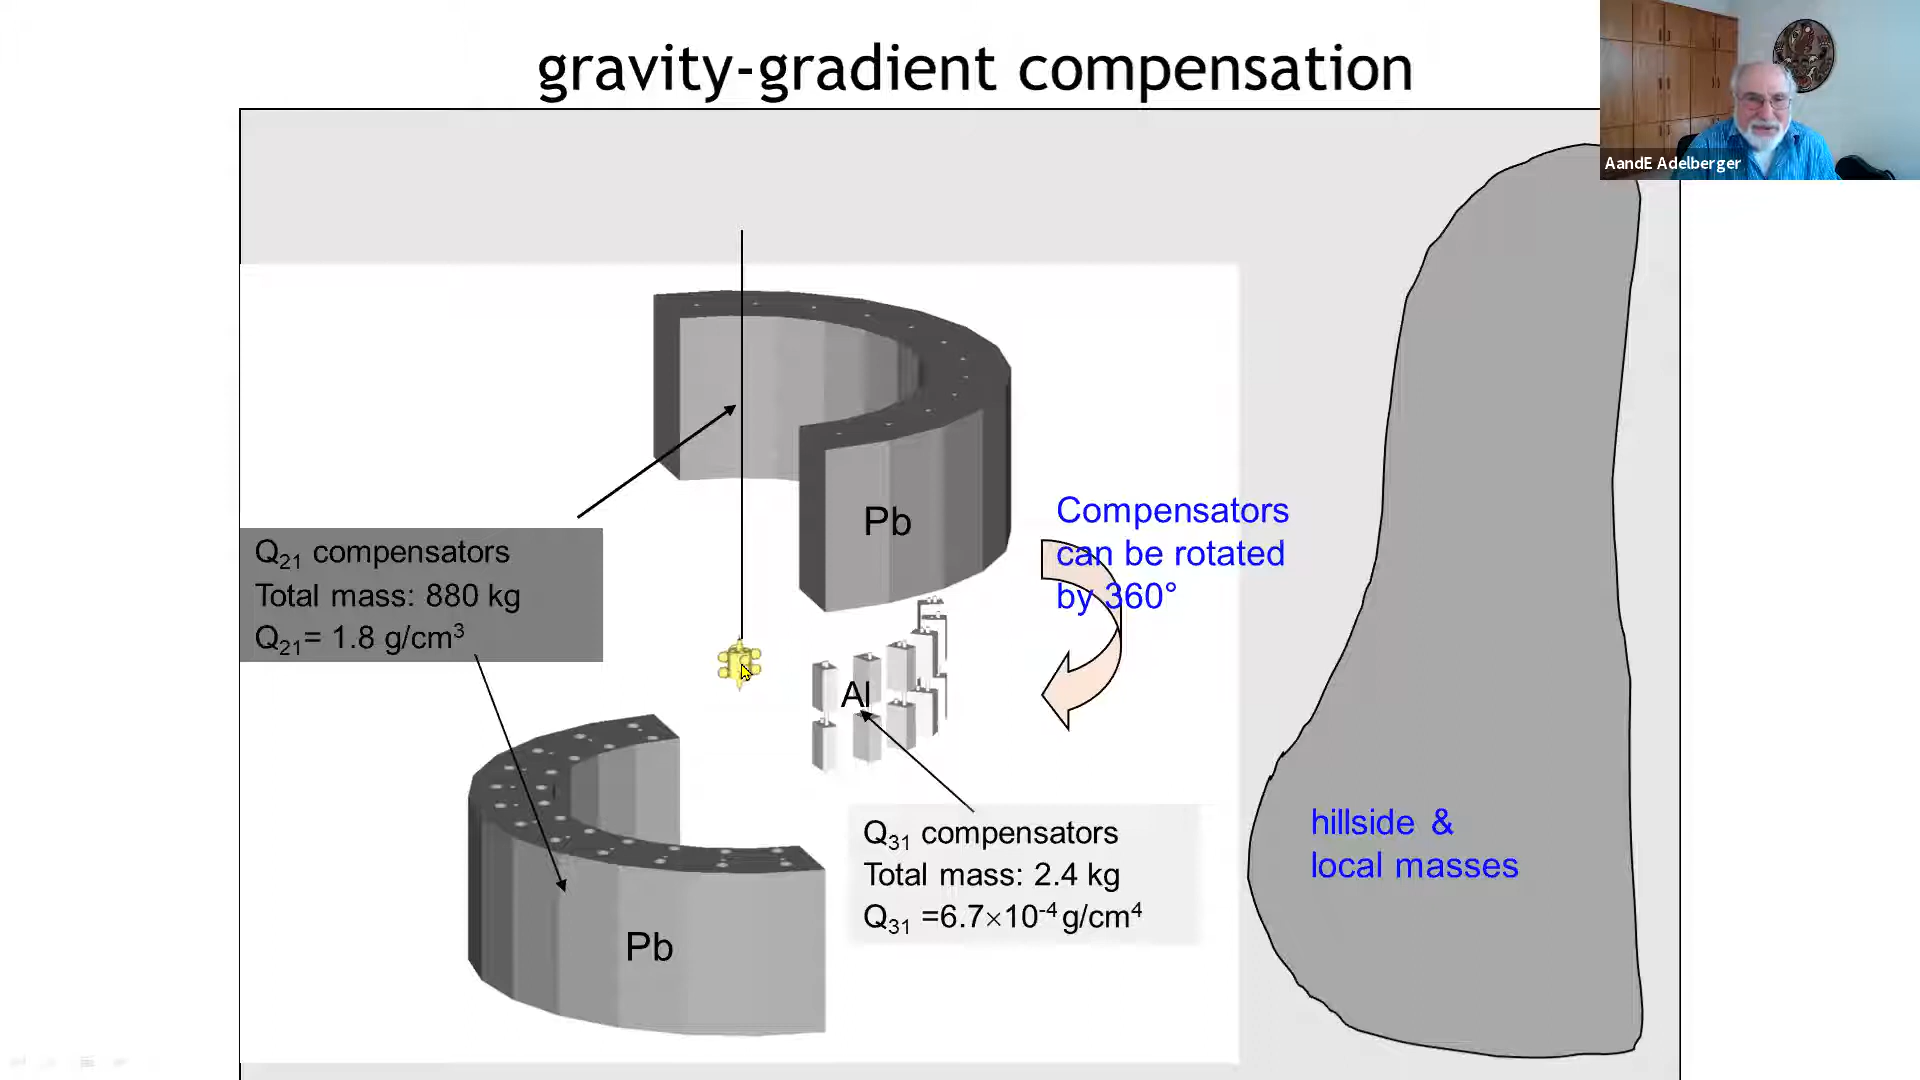 gravity-gradient compensation
AandE Adelberger
Pb
Compensators
can be rotated
by 360°
Q₂₁ compensators
Total mass: 880 kg
Q₂₁= 1.8 g/cm³
Al
Q₃₁ compensators
Total mass: 2.4 kg
Q₃₁ =6.7×10⁻⁴ g/cm⁴
hillside &
local masses
Pb